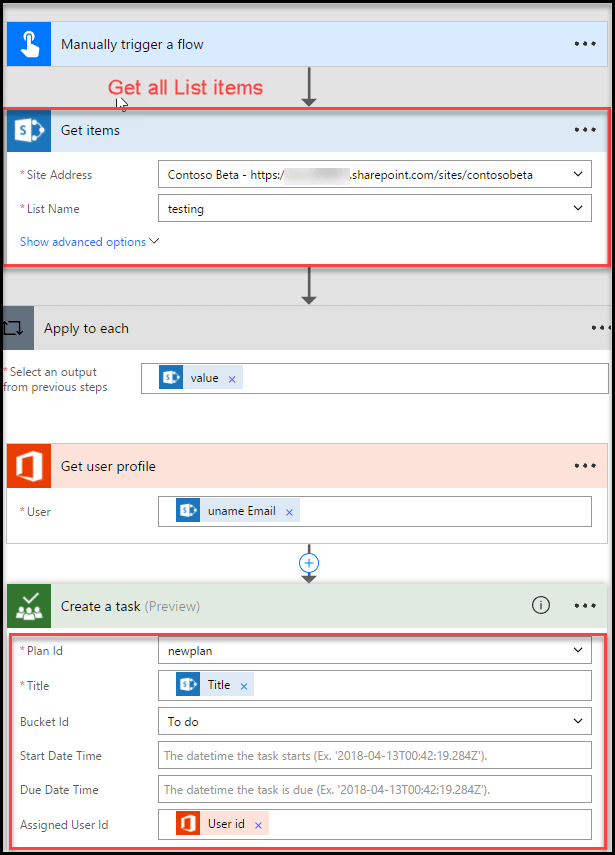 Manually trigger a flow
Get all List items
Get items
* Site Address Contoso Beta - https:/ .sharepoint.com/sites/contosobeta
* List Name testing
Show advanced options
Apply to each
* Select an output
from previous steps
value ×
Get user profile
* User uname Email ×
Create a task (Preview)
* Plan Id newplan
* Title Title ×
Bucket Id To do
Start Date Time The datetime the task starts (Ex. '2018-04-13T00:42:19.284Z').
Due Date Time The datetime the task is due (Ex. '2018-04-13T00:42:19.284Z').
Assigned User Id User id ×